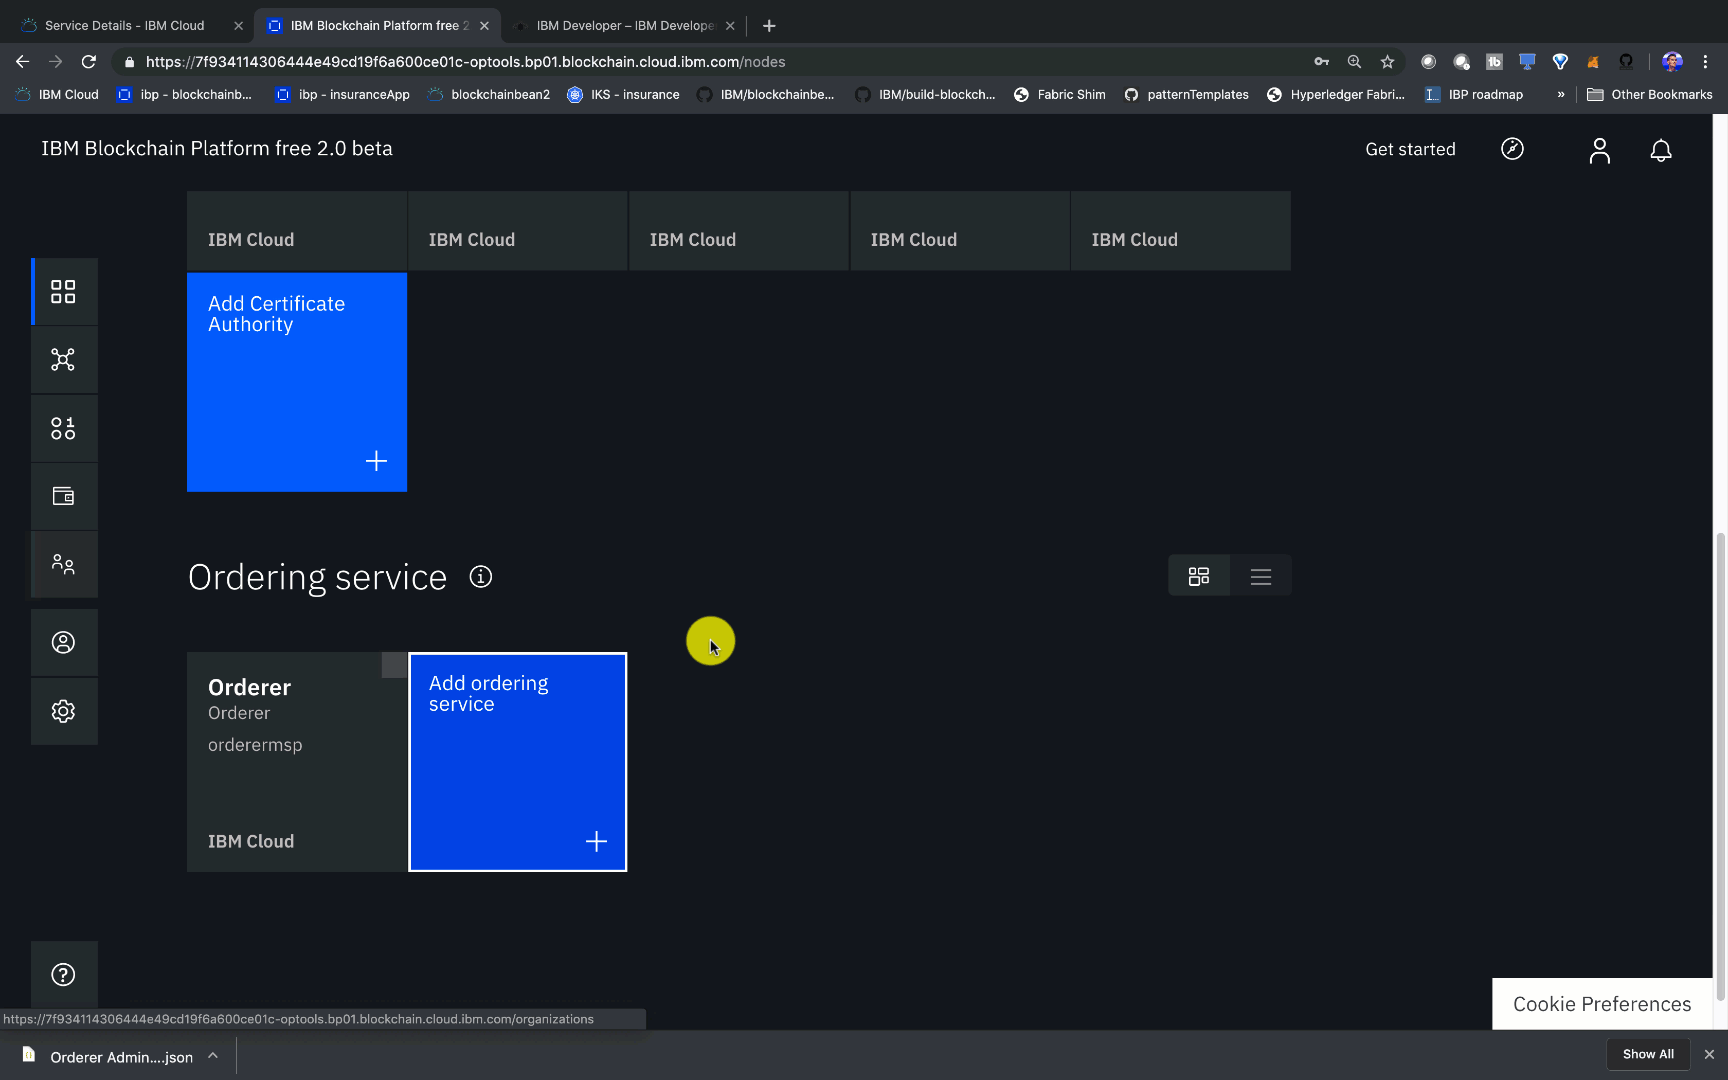 Service Details - IBM Cloud
IBM Blockchain Platform free 2
IBM Developer – IBM Develope
https://7f934114306444e49cd19f6a600ce01c-optools.bp01.blockchain.cloud.ibm.com/nodes
IBM Cloud
ibp - blockchainb...
ibp - insuranceApp
blockchainbean2
IKS - insurance
IBM/blockchainbe...
IBM/build-blockch...
Fabric Shim
patternTemplates
Hyperledger Fabri...
IBP roadmap
»
Other Bookmarks
IBM Blockchain Platform free 2.0 beta
Get started
IBM Cloud
IBM Cloud
IBM Cloud
IBM Cloud
IBM Cloud
Add Certificate
Authority
Ordering service
Orderer
Orderer
orderermsp
IBM Cloud
Add ordering
service
Cookie Preferences
https://7f934114306444e49cd19f6a600ce01c-optools.bp01.blockchain.cloud.ibm.com/organizations
Orderer Admin....json
Show All